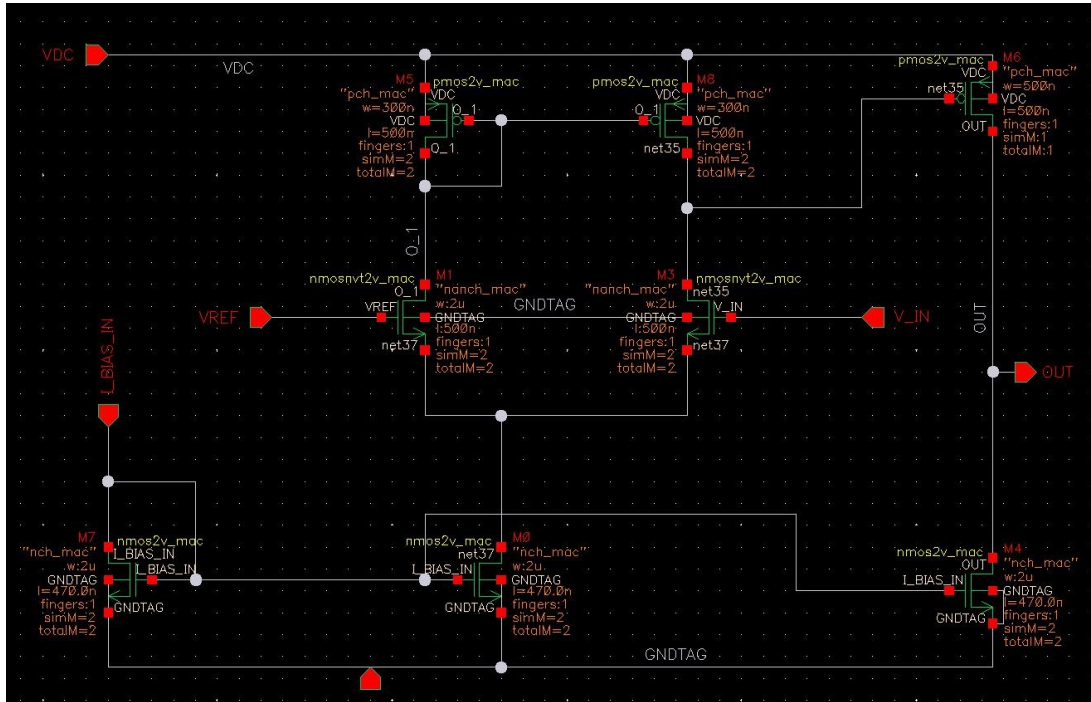 VDC
VDC
M5
pmos2v_mac
"pch_mac"
VDC
w=300n
O_1
VDC
l=500n
fingers:1
O_1
simM=2
totalM=2
M8
pmos2v_mac
"pch_mac"
VDC
w=300n
O_1
VDC
l=500n
fingers:1
net35
simM=2
totalM=2
M6
pmos2v_mac
"pch_mac"
VDC
w=500n
net35
VDC
l=500n
OUT
fingers:1
simM:1
totalM:1
O_1
M1
nmosnvt2v_mac
O_1
"nanch_mac"
w:2u
VREF
VREF
GNDTAG
l:500n
fingers:1
net37
simM=2
totalM=2
GNDTAG
M3
nmosnvt2v_mac
net35
"nanch_mac"
w:2u
V_IN
V_IN
GNDTAG
l:500n
fingers:1
net37
simM=2
totalM=2
OUT
OUT
I_BIAS_IN
M7
nmos2v_mac
"nch_mac"
I_BIAS_IN
w:2u
I_BIAS_IN
GNDTAG
l=470.0n
fingers:1
GNDTAG
simM=2
totalM=2
M0
nmos2v_mac
net37
"nch_mac"
w:2u
I_BIAS_IN
GNDTAG
l=470.0n
fingers:1
GNDTAG
simM=2
totalM=2
M4
nmos2v_mac
OUT
"nch_mac"
w:2u
I_BIAS_IN
GNDTAG
l=470.0n
fingers:1
GNDTAG
simM=2
totalM=2
GNDTAG